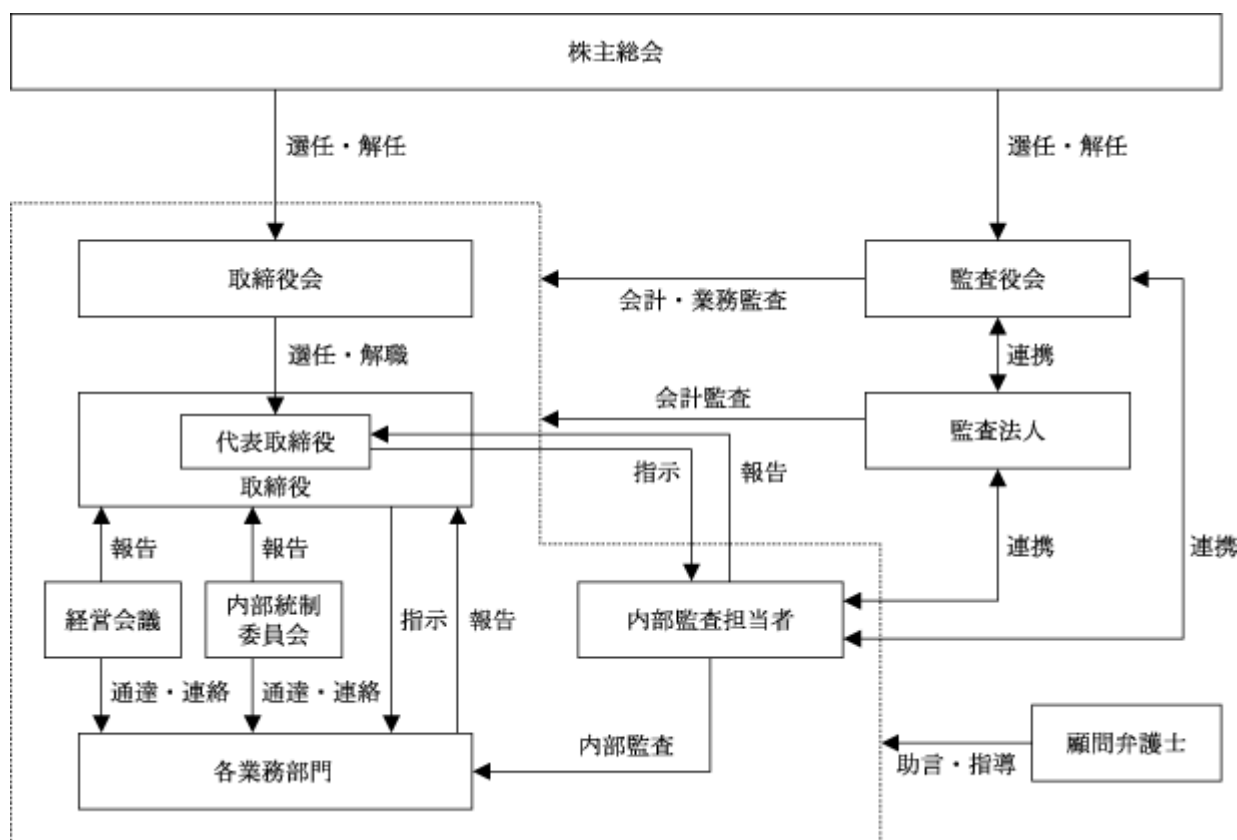 株主総会
選任・解任
選任・解任
取締役会
監査役会
会計・業務監査
選任・解職
連携
会計監査
代表取締役
監査法人
取締役
指示
報告
報告
報告
連携
連携
経営会議
内部統制
委員会
指示
報告
内部監査担当者
通達・連絡
通達・連絡
内部監査
顧問弁護士
各業務部門
助言・指導